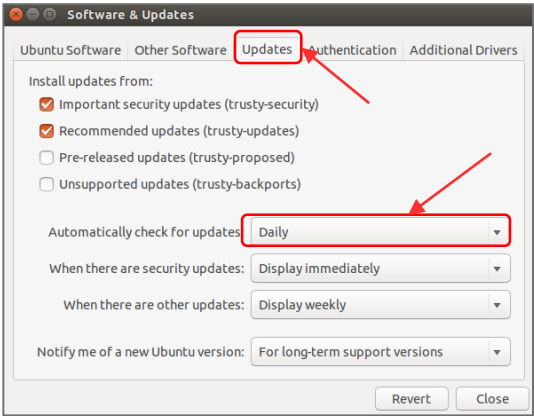 Software & Updates
Ubuntu Software Other Software Updates Authentication Additional Drivers
Install updates from:
Important security updates (trusty-security)
Recommended updates (trusty-updates)
Pre-released updates (trusty-proposed)
Unsupported updates (trusty-backports)
Automatically check for updates: Daily
When there are security updates: Display immediately
When there are other updates: Display weekly
Notify me of a new Ubuntu version: For long-term support versions
Revert Close